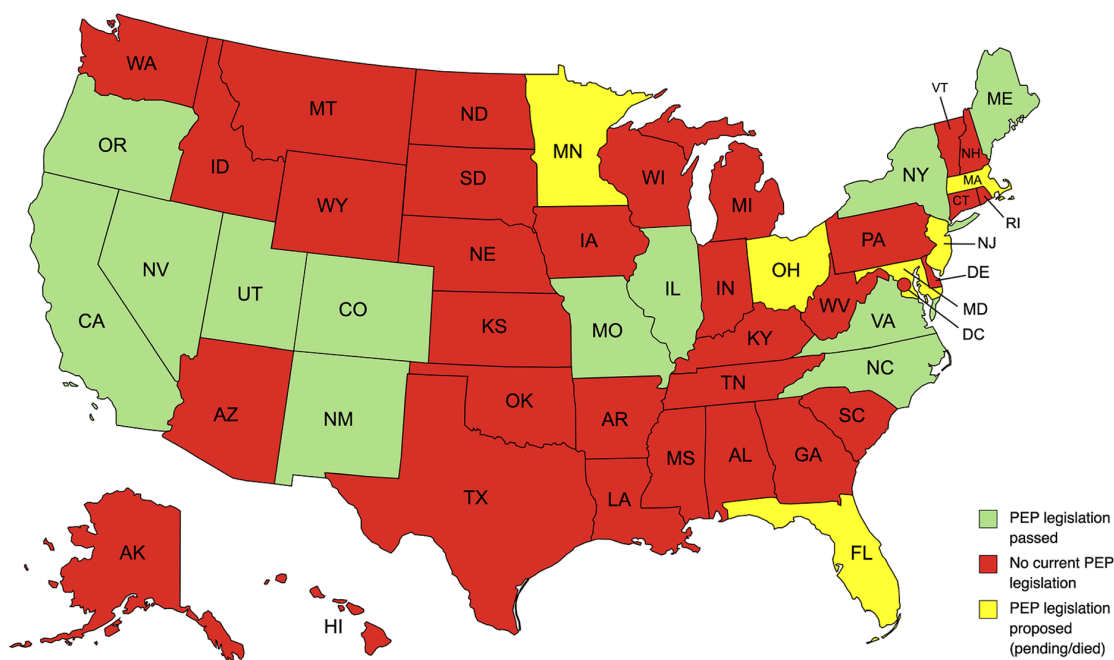 WA
MT
ND
MN
ME
VT
OR
ID
SD
WI
MI
NY
NH
MA
CT
RI
WY
NE
IA
PA
NJ
NV
UT
CO
IL
IN
OH
DE
MD
DC
CA
KS
MO
KY
WV
VA
NC
AZ
NM
OK
AR
TN
SC
TX
LA
MS
AL
GA
FL
AK
HI
PEP legislation
passed
No current PEP
legislation
PEP legislation
proposed
(pending/died)